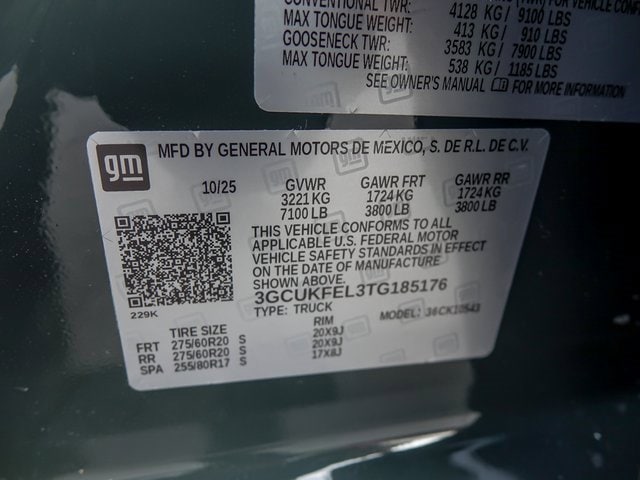 CONVENTIONAL TWR: 4128 KG / 9100 LBS
MAX TONGUE WEIGHT: 413 KG / 910 LBS
GOOSENECK TWR: 3583 KG / 7900 LBS
MAX TONGUE WEIGHT: 538 KG / 1185 LBS
SEE OWNER'S MANUAL FOR MORE INFORMATION
gm MFD BY GENERAL MOTORS DE MEXICO, S. DE R.L. DE C.V.
10/25 GVWR GAWR FRT GAWR RR
3221 KG 1724 KG 1724 KG
7100 LB 3800 LB 3800 LB
THIS VEHICLE CONFORMS TO ALL
APPLICABLE U.S. FEDERAL MOTOR
VEHICLE SAFETY STANDARDS IN EFFECT
ON THE DATE OF MANUFACTURE
SHOWN ABOVE.
3GCUKFEL3TG185176
229K TYPE: TRUCK MODEL: 36CK10543
TIRE SIZE RIM
FRT 275/60R20 S 20X9J
RR 275/60R20 S 20X9J
SPA 255/80R17 S 17X8J